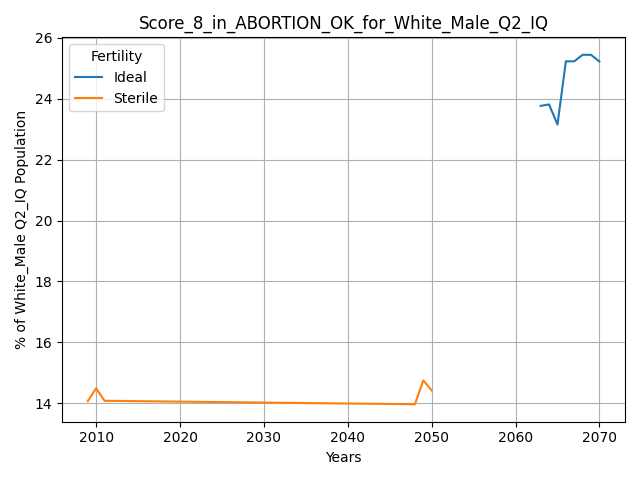 Score_8_in_ABORTION_OK_for_White_Male_Q2_IQ
Fertility
Ideal
Sterile
% of White_Male Q2_IQ Population
26
24
22
20
18
16
14
2010 2020 2030 2040 2050 2060 2070
Years